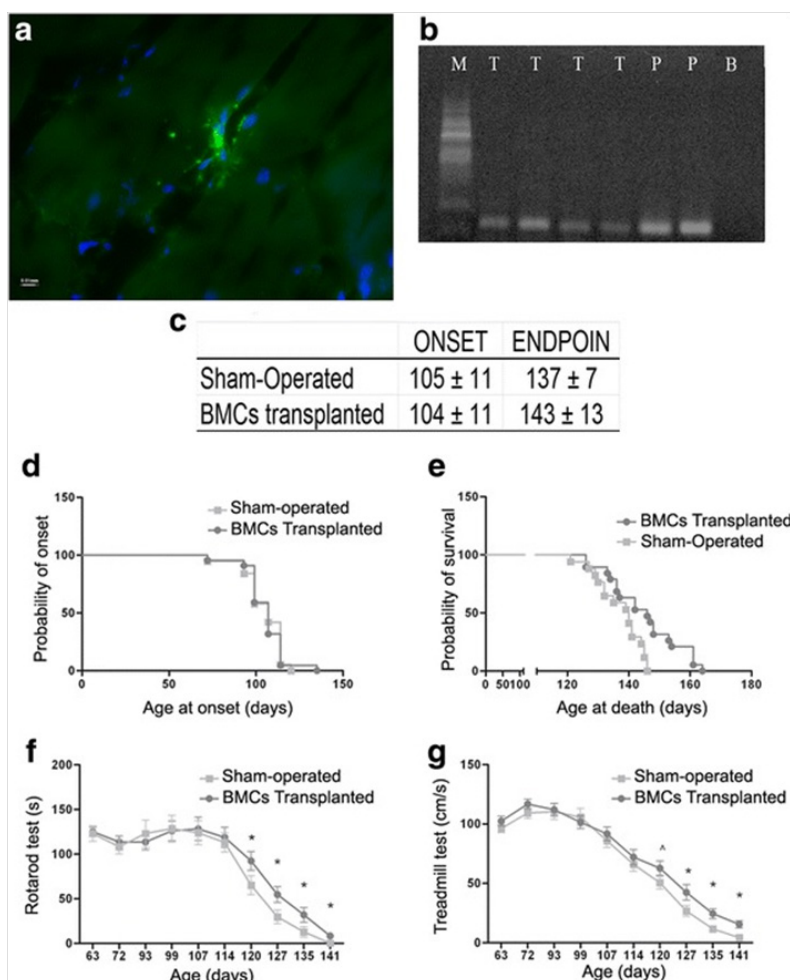 a
b
M T T T T P P B
c
ONSET ENDPOIN
Sham-Operated 105 ± 11 137 ± 7
BMCs transplanted 104 ± 11 143 ± 13
d
Probability of onset
150
100
50
0
Sham-operated
BMCs Transplanted
0 50 100 150
Age at onset (days)
e
Probability of survival
150
100
50
0
BMCs Transplanted
Sham-Operated
0 50 100 120 140 160 180
Age at death (days)
f
Rotarod test (s)
200
150
100
50
0
Sham-operated
BMCs Transplanted
* * * *
63 72 93 99 107 114 120 127 135 141
Age (days)
g
Treadmill test (cm/s)
150
100
50
0
Sham-operated
BMCs Transplanted
^ * * *
63 72 93 99 107 114 120 127 135 141
Age (days)